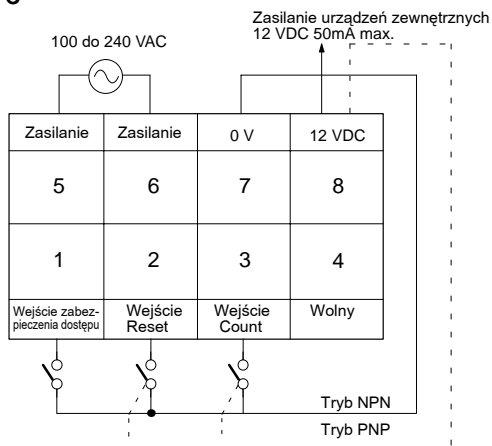 Zasilanie urządzeń zewnętrznych
12 VDC 50mA max.
100 do 240 VAC
Zasilanie Zasilanie 0 V 12 VDC
5 6 7 8
1 2 3 4
Wejście zabez-
pieczenia dostępu
Wejście
Reset
Wejście
Count
Wolny
Tryb NPN
Tryb PNP